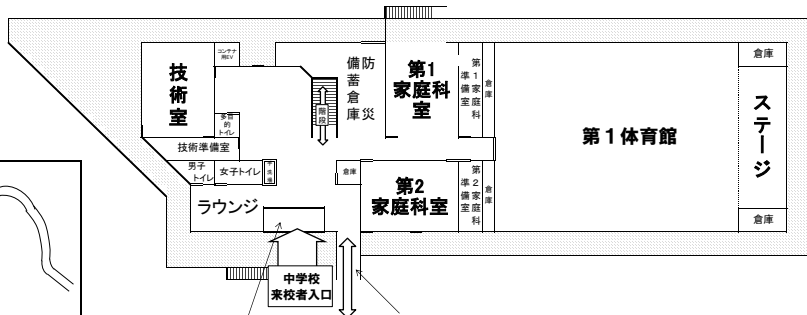 コンテナ
用EV
技術室
多目的
トイレ
技術準備室
男子
トイレ
女子トイレ
ラウンジ
階段
防災
備蓄倉庫
第1
家庭科
室
第1家庭科
準備室
倉庫
倉庫
第2
家庭科室
第2家庭科
準備室
倉庫
第1体育館
倉庫
ステージ
倉庫
中学校
来校者入口